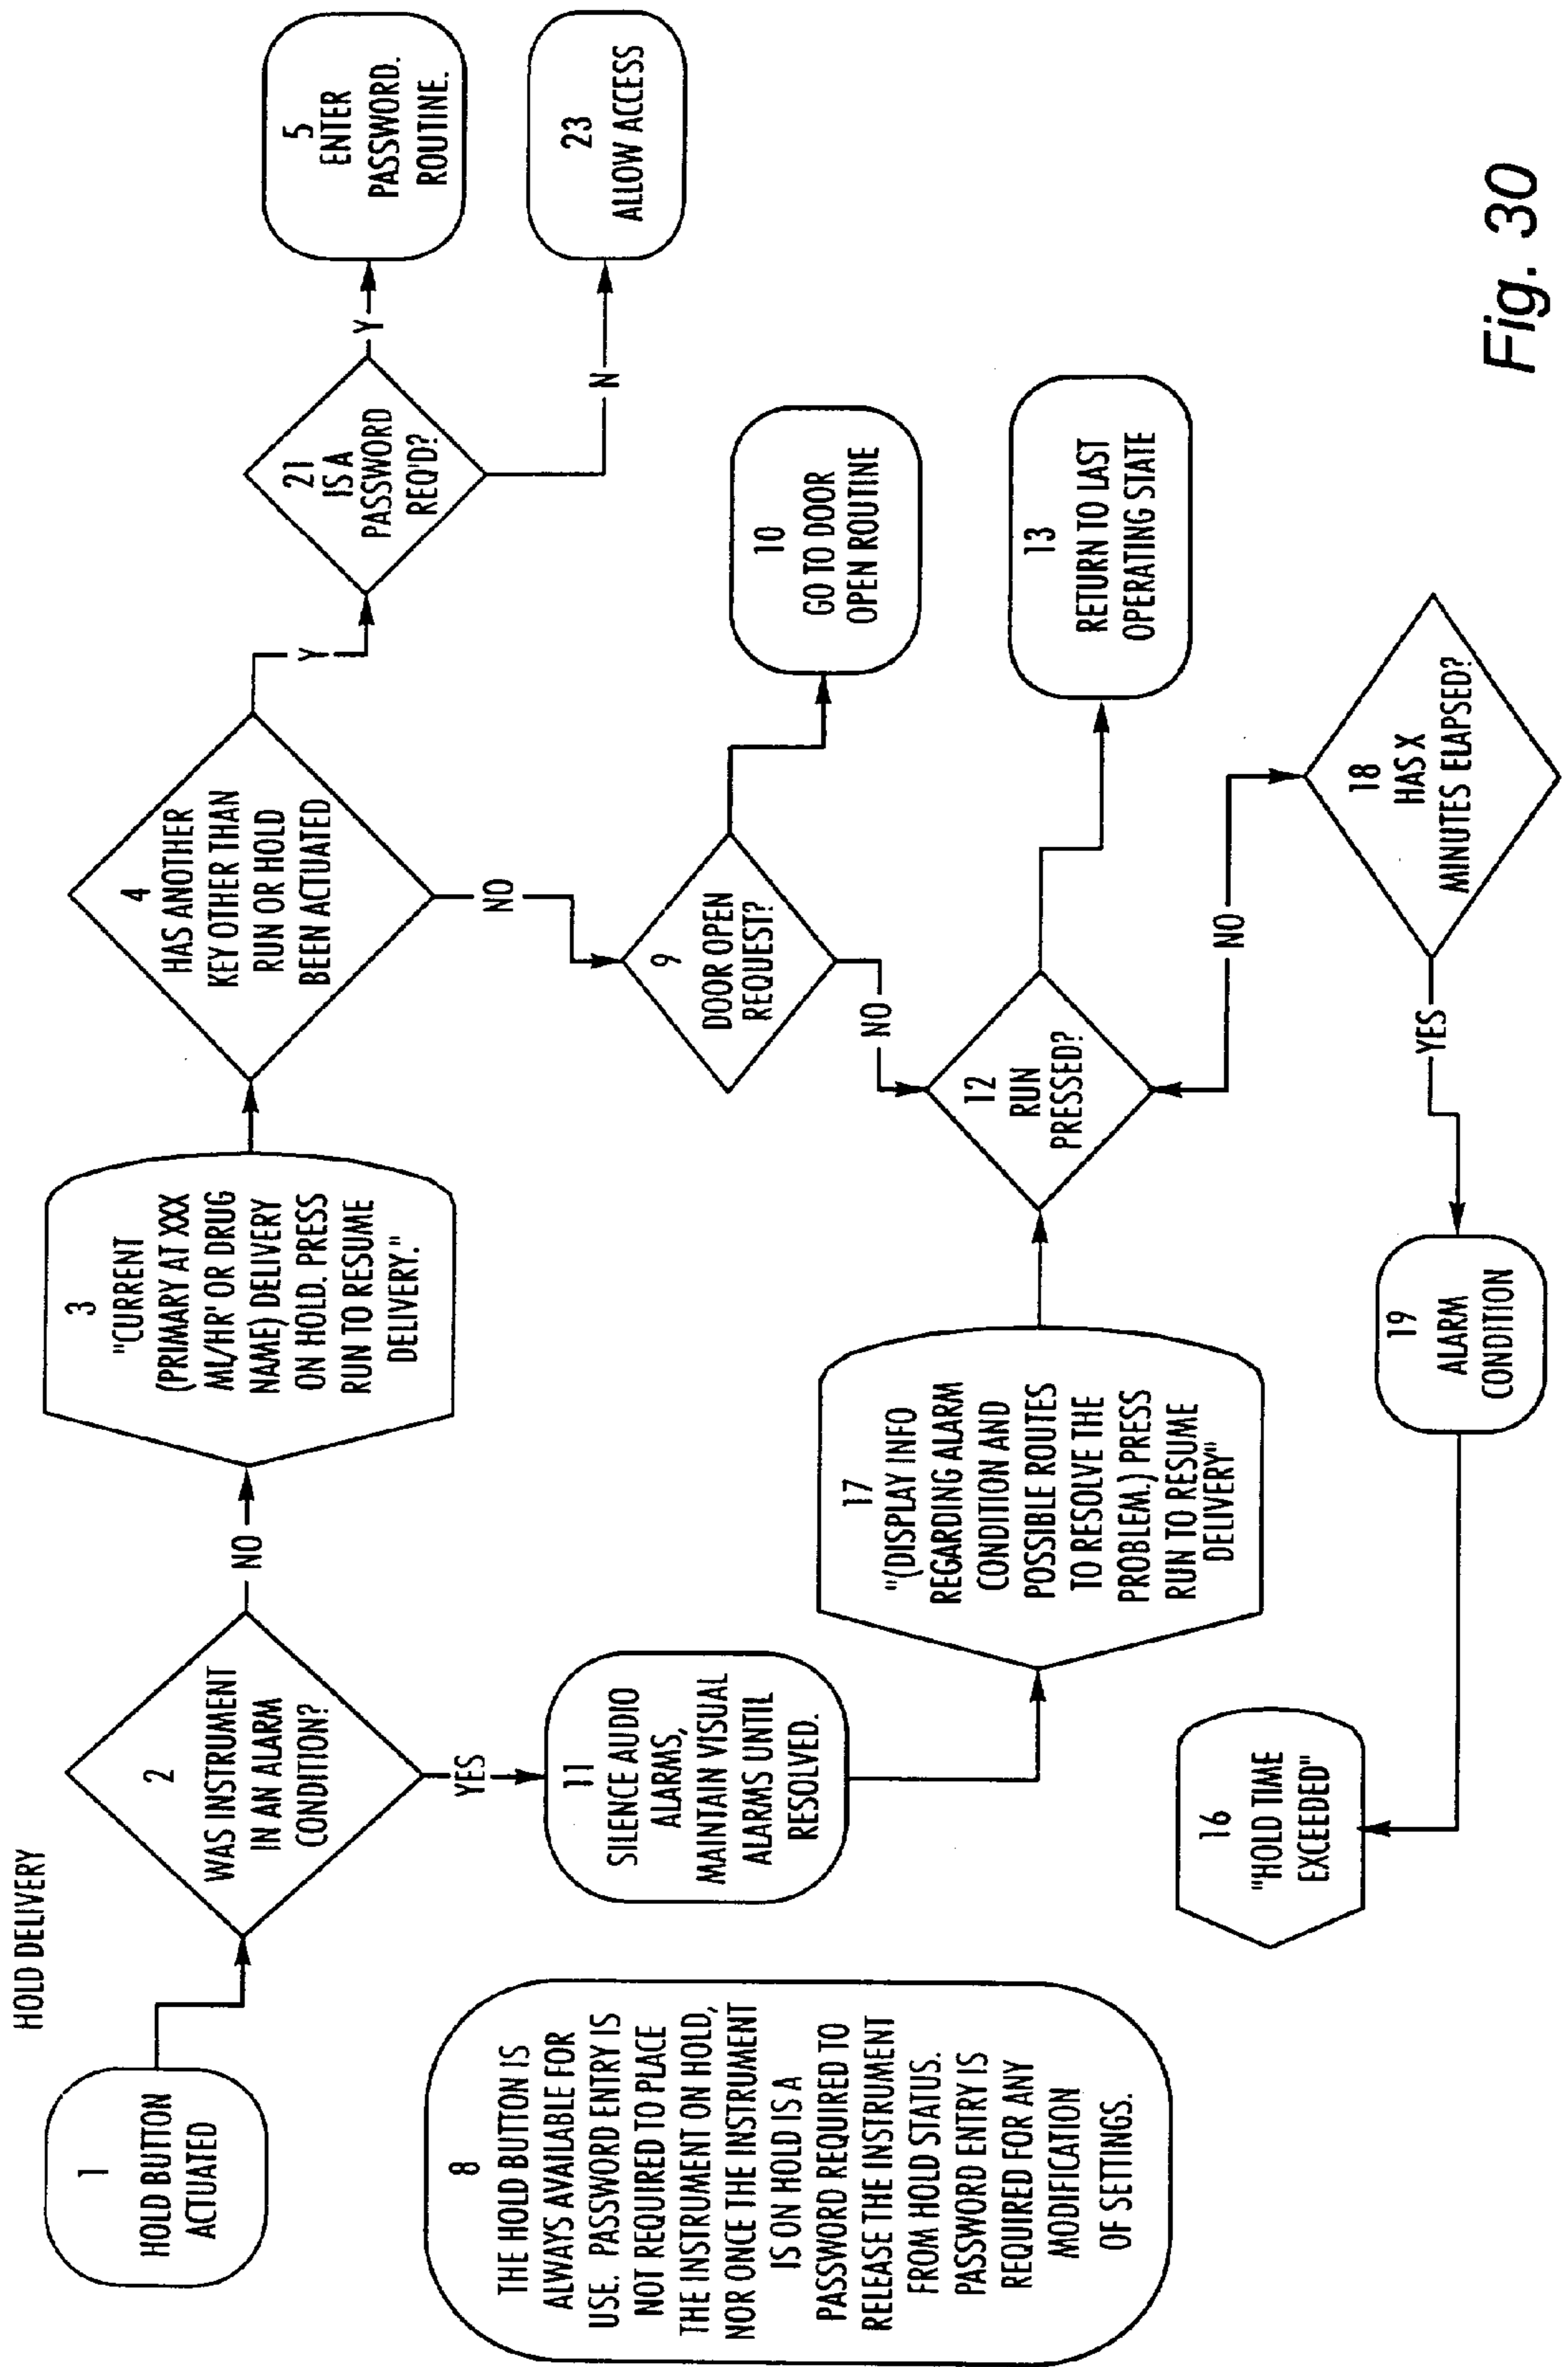 HOLD DELIVERY
1
HOLD BUTTON
ACTUATED
2
WAS INSTRUMENT
IN AN ALARM
CONDITION?
NO
YES
3
"CURRENT
(PRIMARY AT XXX
ML/HR' OR DRUG
NAME) DELIVERY
ON HOLD. PRESS
RUN TO RESUME
DELIVERY."
4
HAS ANOTHER
KEY OTHER THAN
RUN OR HOLD
BEEN ACTUATED
Y
NO
21
IS A
PASSWORD
REQ'D?
Y
N
5
ENTER
PASSWORD.
ROUTINE.
23
ALLOW ACCESS
9
DOOR OPEN
REQUEST?
NO
10
GO TO DOOR
OPEN ROUTINE
8
THE HOLD BUTTON IS
ALWAYS AVAILABLE FOR
USE. PASSWORD ENTRY IS
NOT REQUIRED TO PLACE
THE INSTRUMENT ON HOLD,
NOR ONCE THE INSTRUMENT
IS ON HOLD IS A
PASSWORD REQUIRED TO
RELEASE THE INSTRUMENT
FROM HOLD STATUS.
PASSWORD ENTRY IS
REQUIRED FOR ANY
MODIFICATION
OF SETTINGS.
11
SILENCE AUDIO
ALARMS,
MAINTAIN VISUAL
ALARMS UNTIL
RESOLVED.
17
"(DISPLAY INFO
REGARDING ALARM
CONDITION AND
POSSIBLE ROUTES
TO RESOLVE THE
PROBLEM.) PRESS
RUN TO RESUME
DELIVERY"
12
RUN
PRESSED?
13
RETURN TO LAST
OPERATING STATE
NO
18
HAS X
MINUTES ELAPSED?
YES
19
ALARM
CONDITION
16
"HOLD TIME
EXCEEDED"
Fig. 30